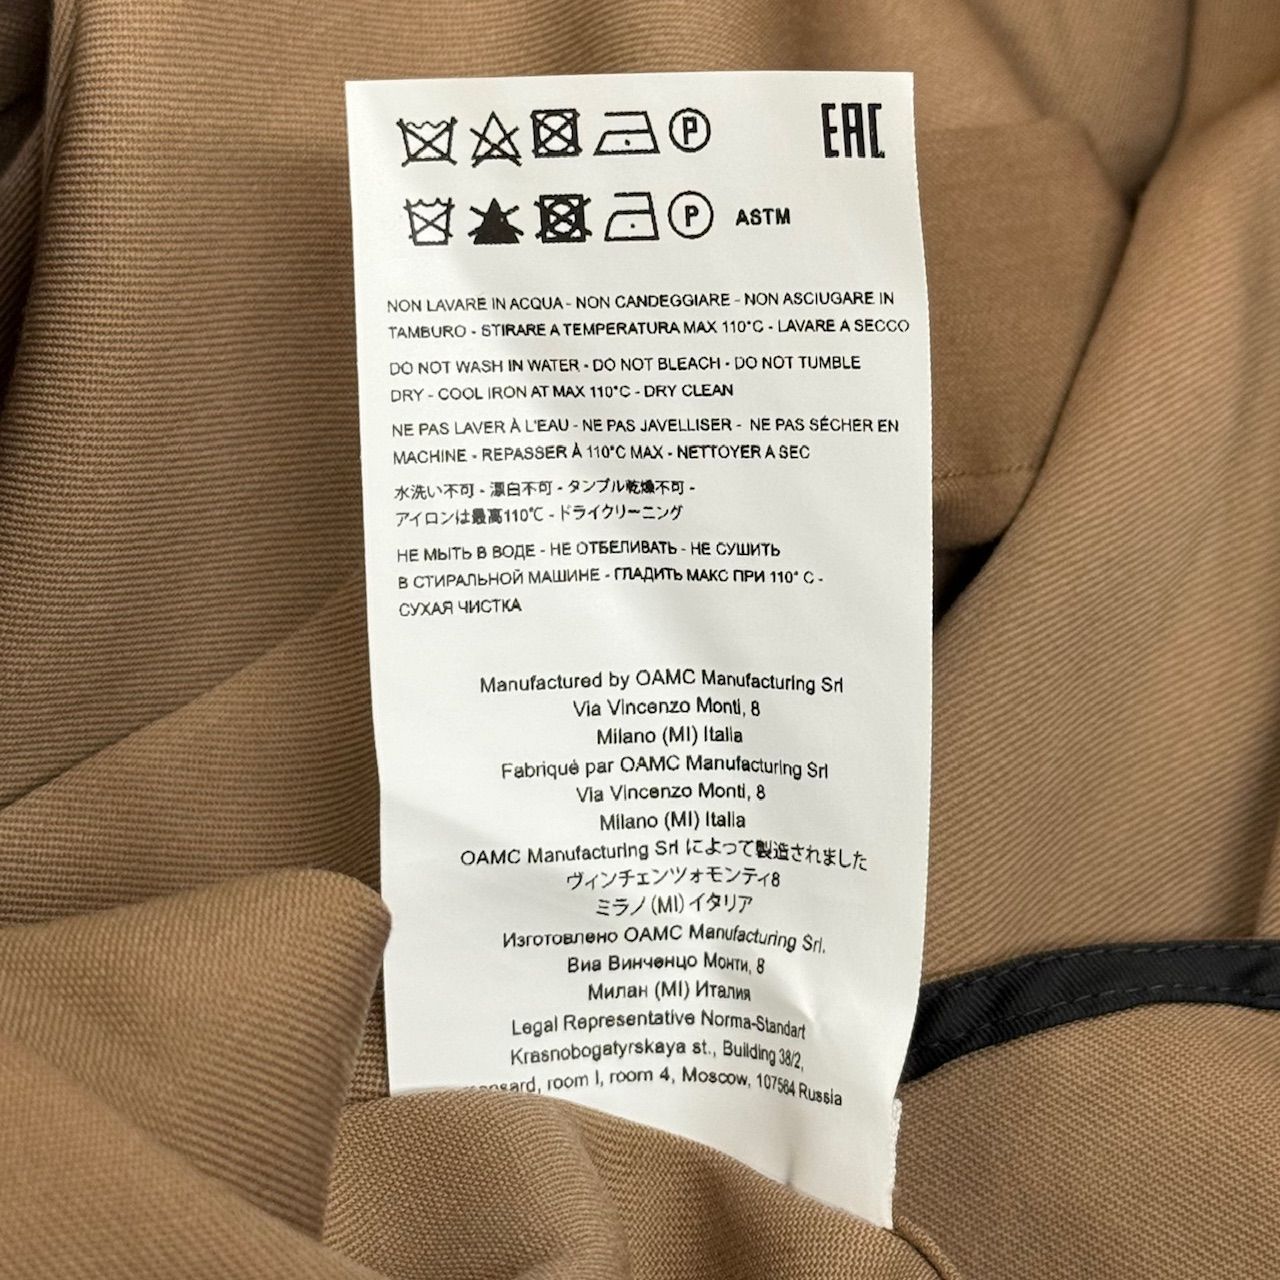 P
EAC
P ASTM
NON LAVARE IN ACQUA - NON CANDEGGIARE - NON ASCIUGARE IN
TAMBURO - STIRARE A TEMPERATURA MAX 110°C - LAVARE A SECCO
DO NOT WASH IN WATER - DO NOT BLEACH - DO NOT TUMBLE
DRY - COOL IRON AT MAX 110°C - DRY CLEAN
NE PAS LAVER À L'EAU - NE PAS JAVELLISER - NE PAS SÉCHER EN
MACHINE - REPASSER À 110°C MAX - NETTOYER A SEC
水洗い不可 - 漂白不可 - タンブル乾燥不可 -
アイロンは最高110℃ - ドライクリーニング
НЕ МЫТЬ В ВОДЕ - НЕ ОТБЕЛИВАТЬ - НЕ СУШИТЬ
В СТИРАЛЬНОЙ МАШИНЕ - ГЛАДИТЬ МАКС ПРИ 110° C -
СУХАЯ ЧИСТКА
Manufactured by OAMC Manufacturing Srl
Via Vincenzo Monti, 8
Milano (MI) Italia
Fabriqué par OAMC Manufacturing Srl
Via Vincenzo Monti, 8
Milano (MI) Italia
OAMC Manufacturing Srl によって製造されました
ヴィンチェンツォモンティ8
ミラノ(MI)イタリア
Изготовлено OAMC Manufacturing Srl.
Виа Винченцо Монти, 8
Милан (MI) Италия
Legal Representative Norma-Standart
Krasnobogatyrskaya st., Building 38/2,
room I, room 4, Moscow, 107564 Russia